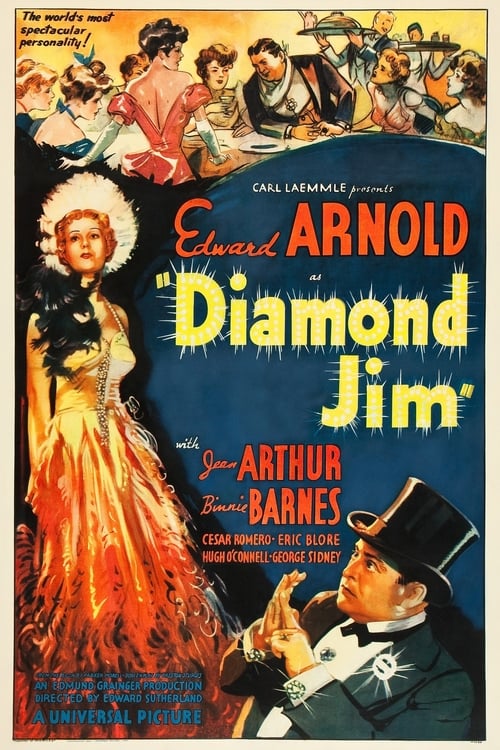 The world's most
spectacular
personality!
CARL LAEMMLE presents
Edward ARNOLD
as
"Diamond
Jim"
with
Jean ARTHUR
Binnie BARNES
CESAR ROMERO · ERIC BLORE
HUGH O'CONNELL · GEORGE SIDNEY
AN EDMUND GRAINGER PRODUCTION
DIRECTED BY EDWARD SUTHERLAND
A UNIVERSAL PICTURE